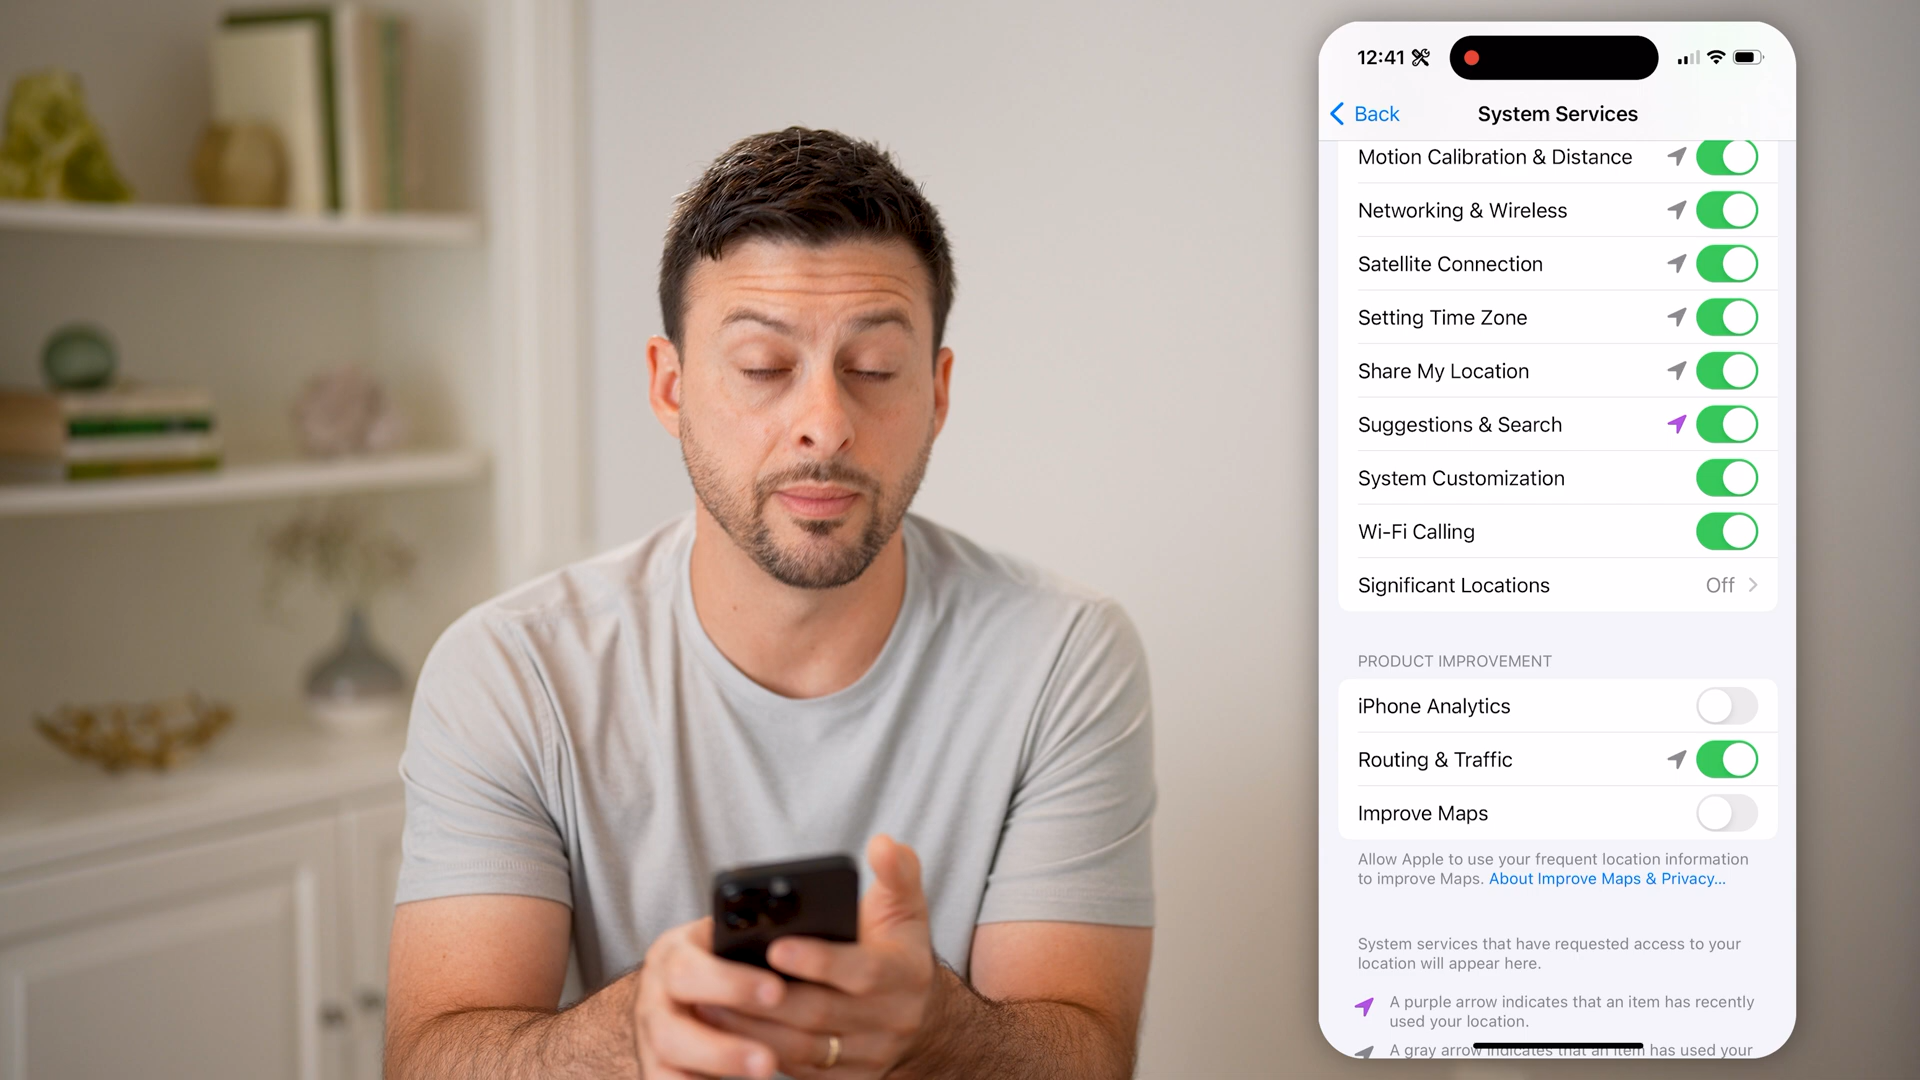 12:41
Back
System Services
Motion Calibration & Distance
Networking & Wireless
Satellite Connection
Setting Time Zone
Share My Location
Suggestions & Search
System Customization
Wi-Fi Calling
Significant Locations Off
PRODUCT IMPROVEMENT
iPhone Analytics
Routing & Traffic
Improve Maps
Allow Apple to use your frequent location information
to improve Maps. About Improve Maps & Privacy...
System services that have requested access to your
location will appear here.
A purple arrow indicates that an item has recently
used your location.
A gray arrow indicates that an item has used your